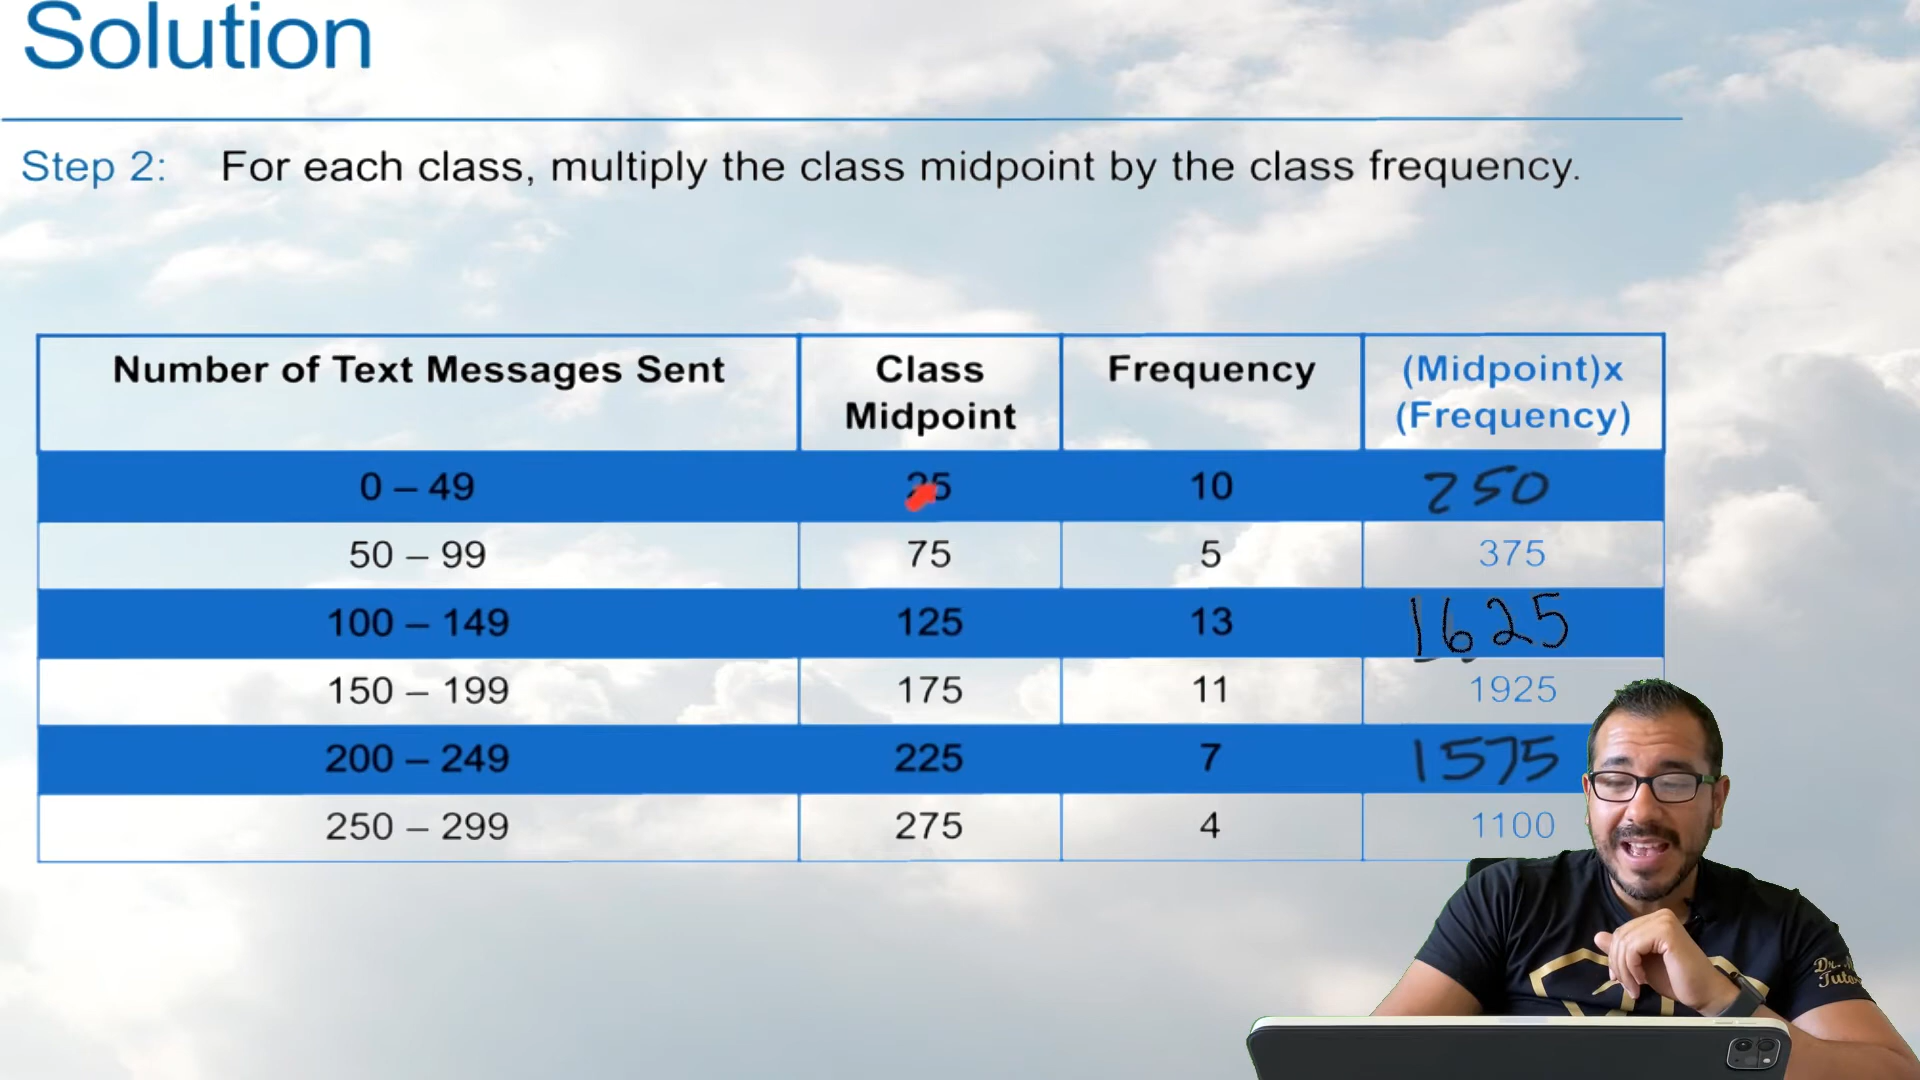 Solution
Step 2: For each class, multiply the class midpoint by the class frequency.
Number of Text Messages Sent Class Midpoint Frequency (Midpoint)x (Frequency)
0 – 49 25 10 250
50 – 99 75 5 375
100 – 149 125 13 1625
150 – 199 175 11 1925
200 – 249 225 7 1575
250 – 299 275 4 1100